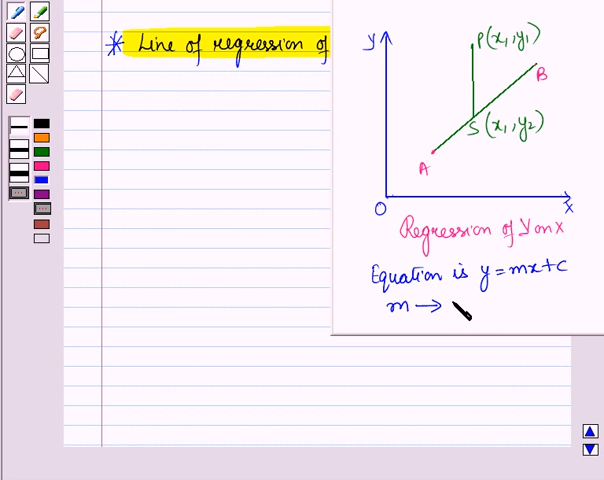 * Line of regression of
y
P(x₁,y₁)
B
S(x₁,y₂)
A
O
x
Regression of Y on X
Equation is y = mx + c
m →